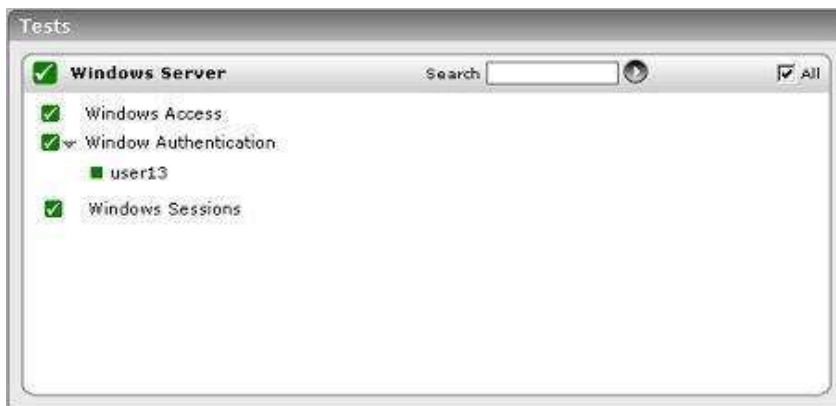 Tests
Windows Server Search All
Windows Access
Window Authentication
user13
Windows Sessions